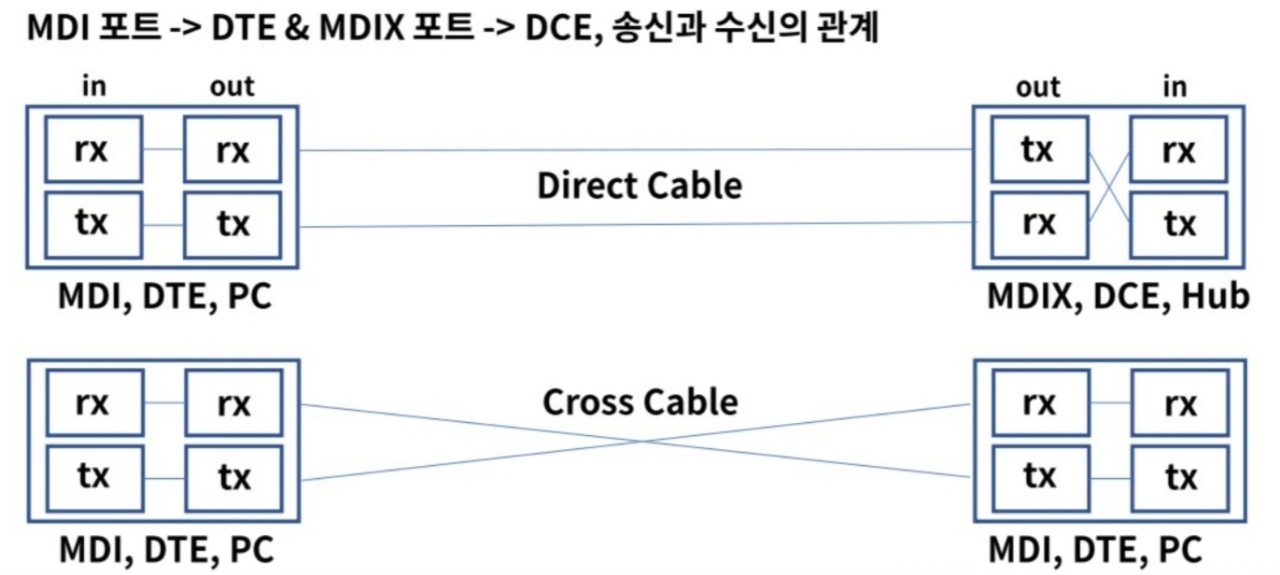 MDI 포트 -> DTE & MDIX 포트 -> DCE, 송신과 수신의 관계
in out out in
rx rx tx rx
Direct Cable
tx tx rx tx
MDI, DTE, PC MDIX, DCE, Hub
Cross Cable
rx rx rx rx
tx tx tx tx
MDI, DTE, PC MDI, DTE, PC